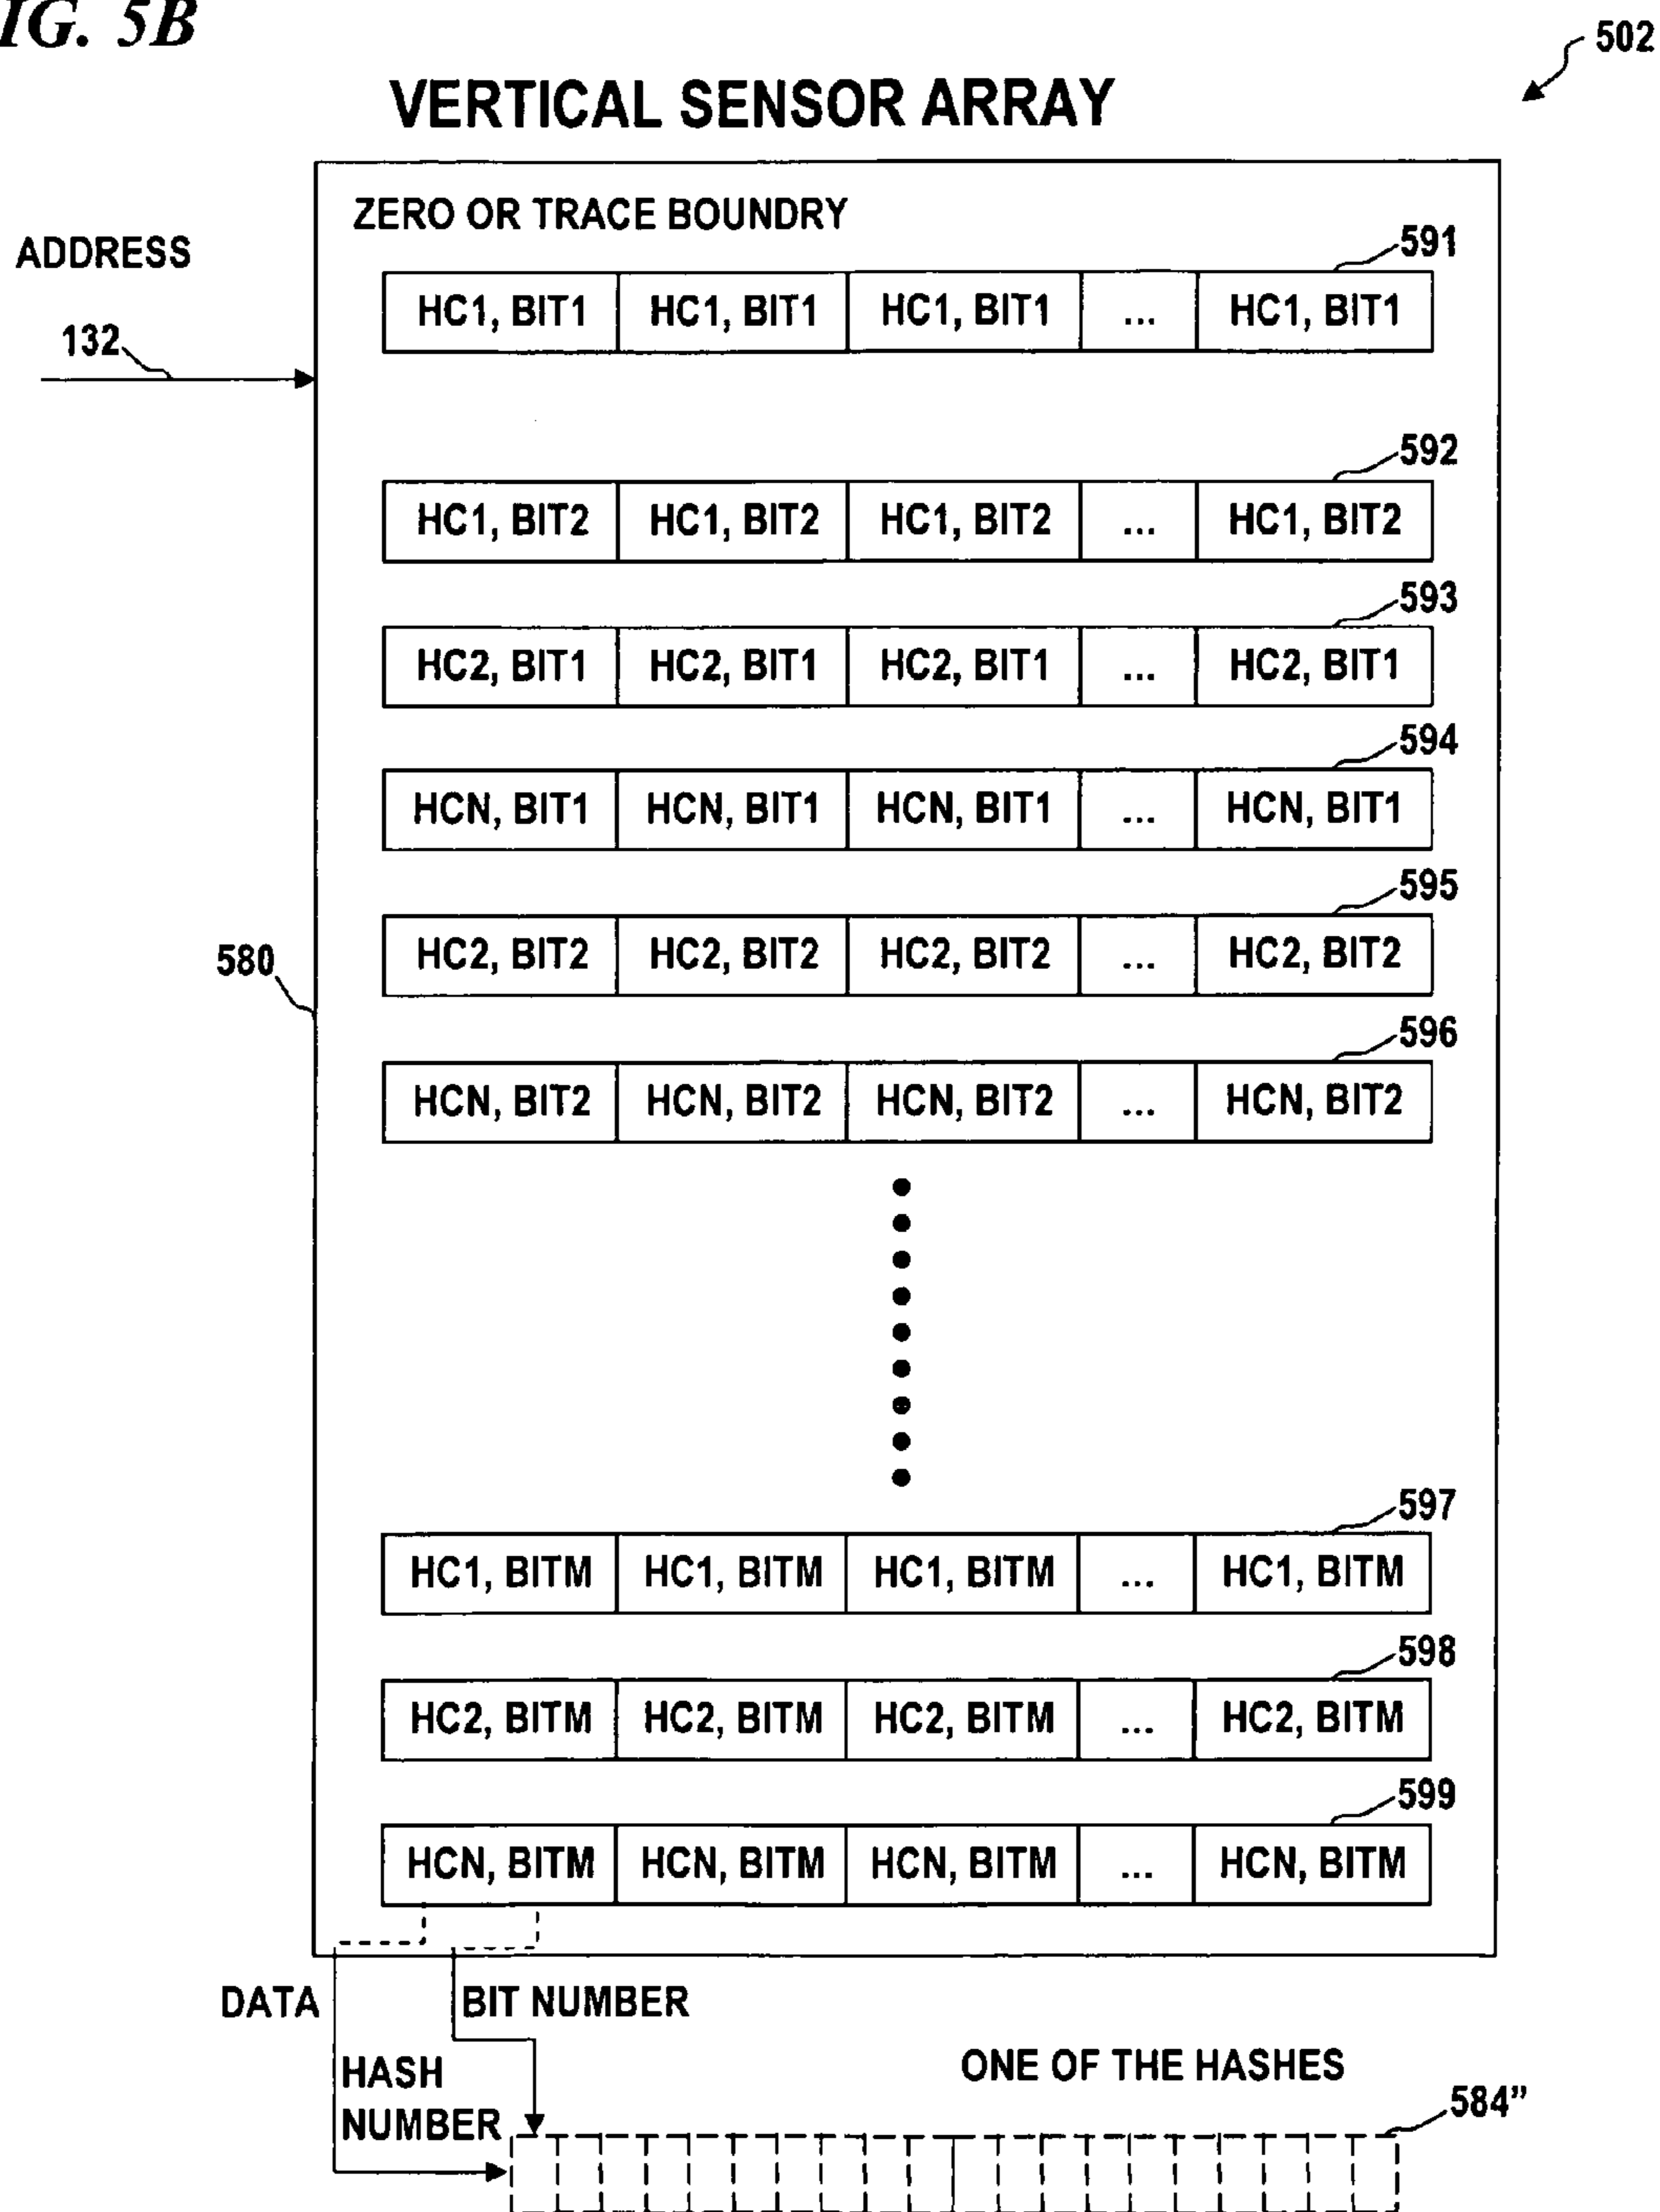 IG. 5B
502
VERTICAL SENSOR ARRAY
ZERO OR TRACE BOUNDRY
ADDRESS
591
HC1, BIT1 HC1, BIT1 HC1, BIT1 ... HC1, BIT1
132
592
HC1, BIT2 HC1, BIT2 HC1, BIT2 ... HC1, BIT2
593
HC2, BIT1 HC2, BIT1 HC2, BIT1 ... HC2, BIT1
594
HCN, BIT1 HCN, BIT1 HCN, BIT1 ... HCN, BIT1
595
HC2, BIT2 HC2, BIT2 HC2, BIT2 ... HC2, BIT2
580
596
HCN, BIT2 HCN, BIT2 HCN, BIT2 ... HCN, BIT2
597
HC1, BITM HC1, BITM HC1, BITM ... HC1, BITM
598
HC2, BITM HC2, BITM HC2, BITM ... HC2, BITM
599
HCN, BITM HCN, BITM HCN, BITM ... HCN, BITM
DATA
BIT NUMBER
HASH
NUMBER
ONE OF THE HASHES
584”